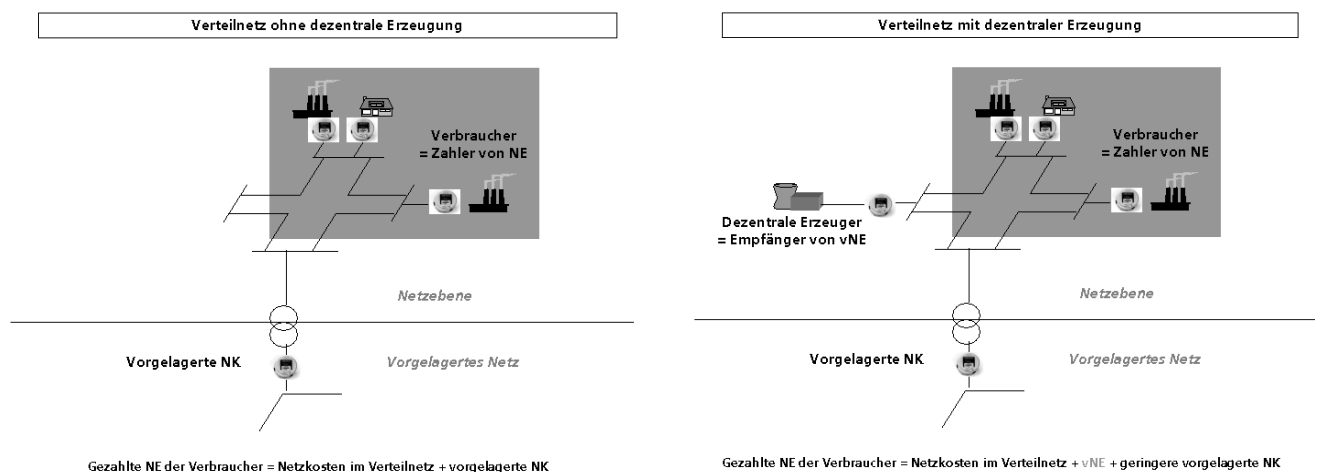 Verteilnetz ohne dezentrale Erzeugung
Verbraucher
= Zahler von NE
Netzebene
Vorgelagerte NK
Vorgelagertes Netz
Gezahlte NE der Verbraucher = Netzkosten im Verteilnetz + vorgelagerte NK
Verteilnetz mit dezentraler Erzeugung
Verbraucher
= Zahler von NE
Dezentrale Erzeuger
= Empfänger von vNE
Netzebene
Vorgelagerte NK
Vorgelagertes Netz
Gezahlte NE der Verbraucher = Netzkosten im Verteilnetz + vNE + geringere vorgelagerte NK